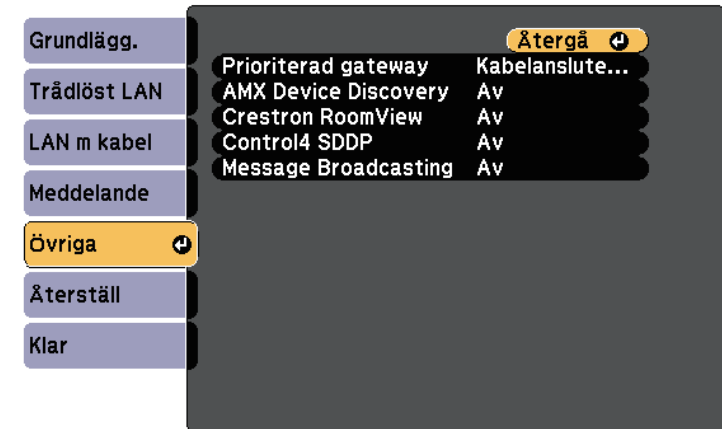 Grundlägg.
Trådlöst LAN
LAN m kabel
Meddelande
Övriga
Återställ
Klar
Återgå
Prioriterad gateway Kabelanslute...
AMX Device Discovery Av
Crestron RoomView Av
Control4 SDDP Av
Message Broadcasting Av